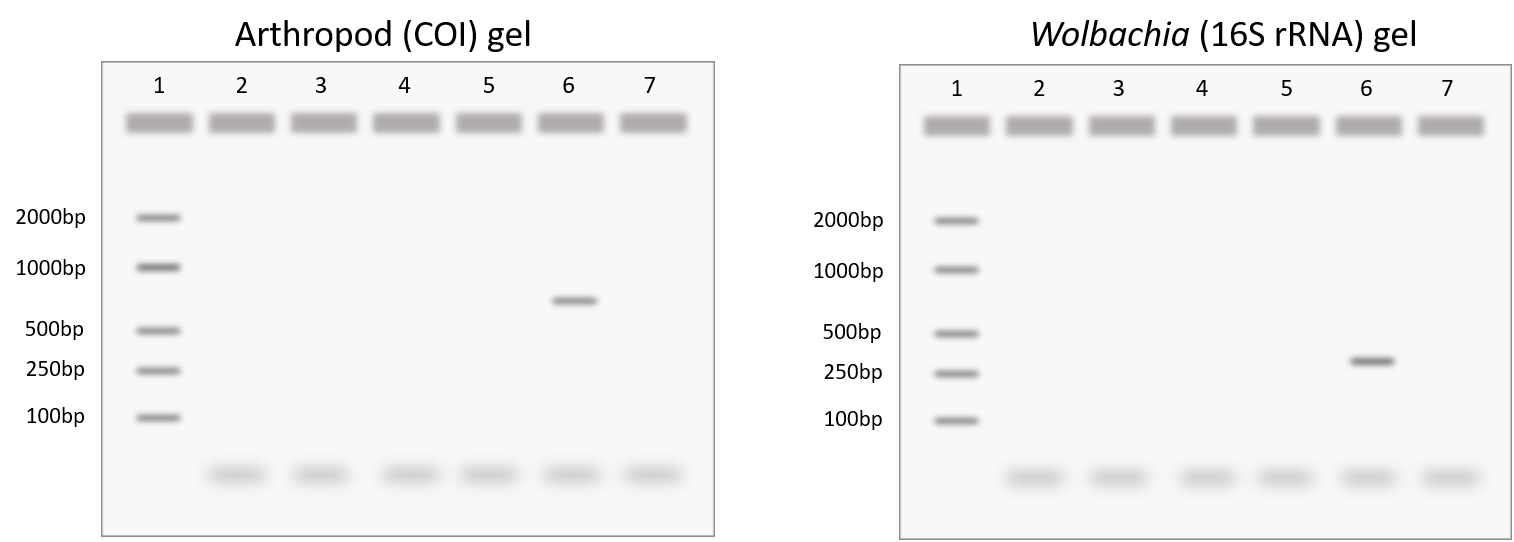 Arthropod (COI) gel
1 2 3 4 5 6 7
2000bp
1000bp
500bp
250bp
100bp
Wolbachia (16S rRNA) gel
1 2 3 4 5 6 7
2000bp
1000bp
500bp
250bp
100bp